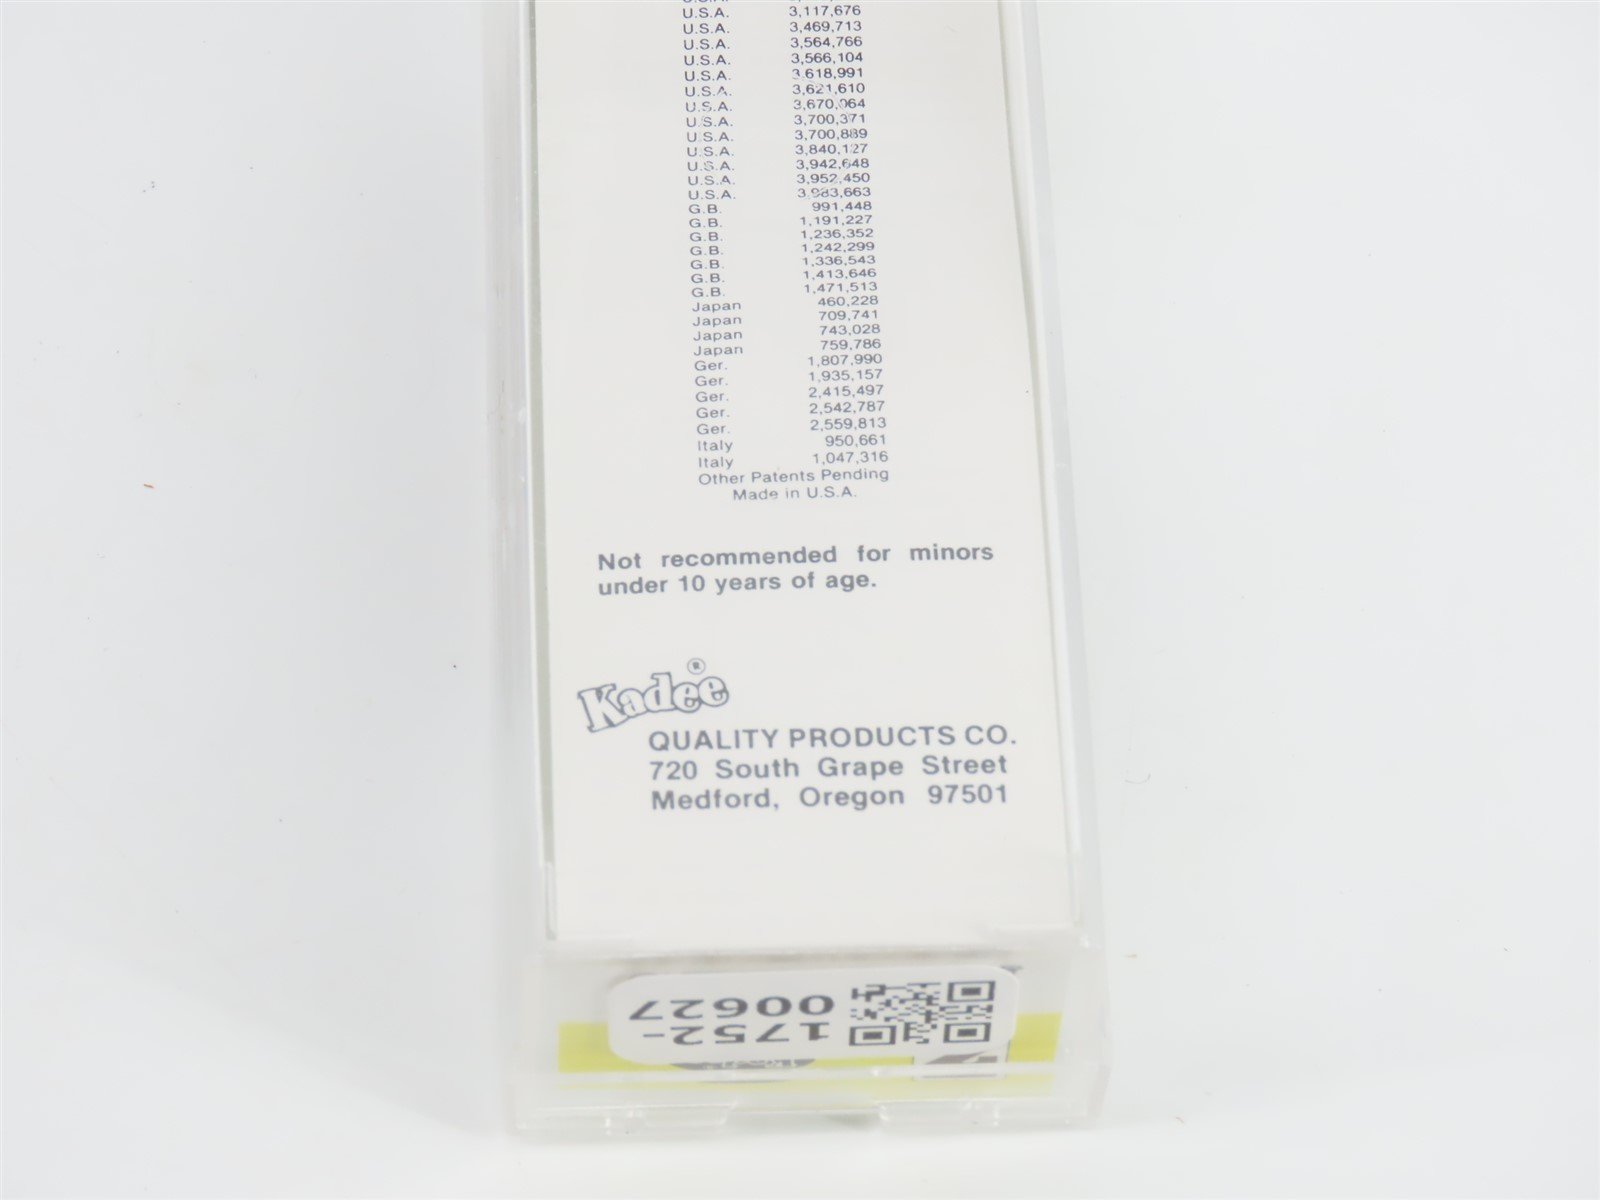 U.S.A. 3,117,676
U.S.A. 3,469,713
U.S.A. 3,564,766
U.S.A. 3,566,104
U.S.A. 3,618,991
U.S.A. 3,621,610
U.S.A. 3,670,064
U.S.A. 3,700,371
U.S.A. 3,700,889
U.S.A. 3,840,127
U.S.A. 3,942,648
U.S.A. 3,952,450
U.S.A. 3,983,663
G.B. 991,448
G.B. 1,191,227
G.B. 1,236,352
G.B. 1,242,299
G.B. 1,336,543
G.B. 1,413,646
G.B. 1,471,513
Japan 460,228
Japan 709,741
Japan 743,028
Japan 759,786
Ger. 1,807,990
Ger. 1,935,157
Ger. 2,415,497
Ger. 2,542,787
Ger. 2,559,813
Italy 950,661
Italy 1,047,316
Other Patents Pending
Made in U.S.A.
Not recommended for minors
under 10 years of age.
Kadee®
QUALITY PRODUCTS CO.
720 South Grape Street
Medford, Oregon 97501
1752-
00627